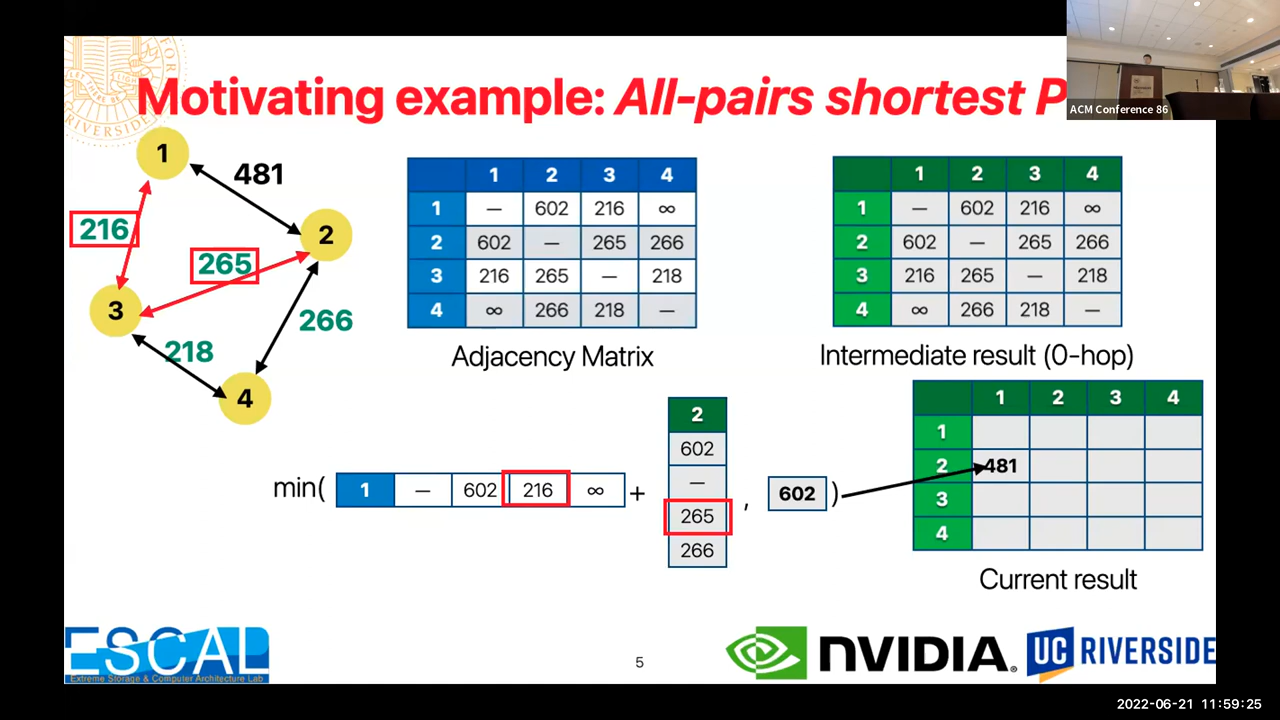 Motivating example: All-pairs shortest P
ACM Conference 86
RIVERSIDE
1
481
2
216
265
3
266
218
4
1 2 3 4
1 — 602 216 ∞
2 602 — 265 266
3 216 265 — 218
4 ∞ 266 218 —
Adjacency Matrix
1 2 3 4
1 — 602 216 ∞
2 602 — 265 266
3 216 265 — 218
4 ∞ 266 218 —
Intermediate result (0-hop)
min( 1 — 602 216 ∞ +
2
602
—
265
266
, 602 )
1 2 3 4
1
2 481
3
4
Current result
ESCAL
Extreme Storage & Computer Architecture Lab
5
NVIDIA.
UC RIVERSIDE
2022-06-21 11:59:25